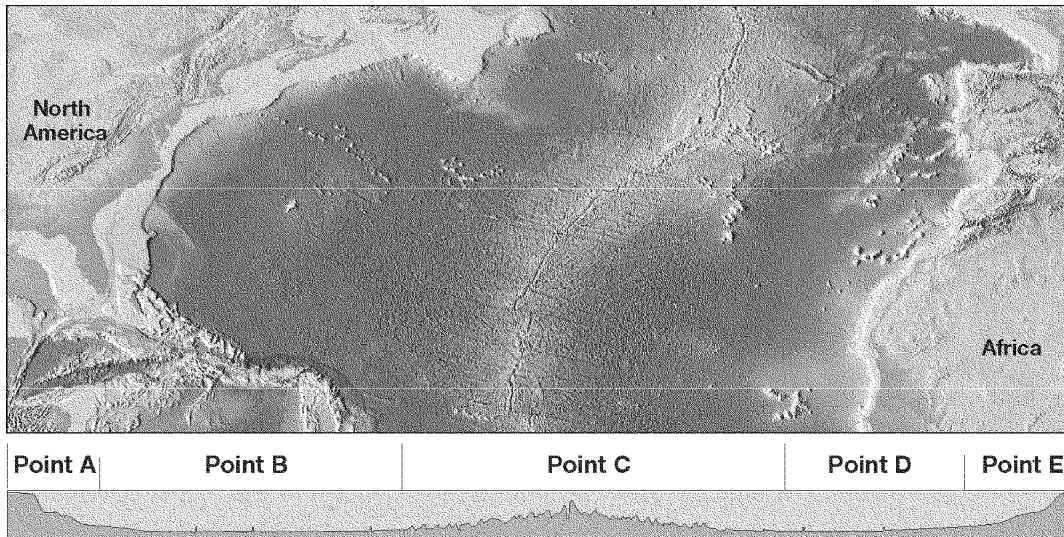 North
America
Africa
Point A
Point B
Point C
Point D
Point E